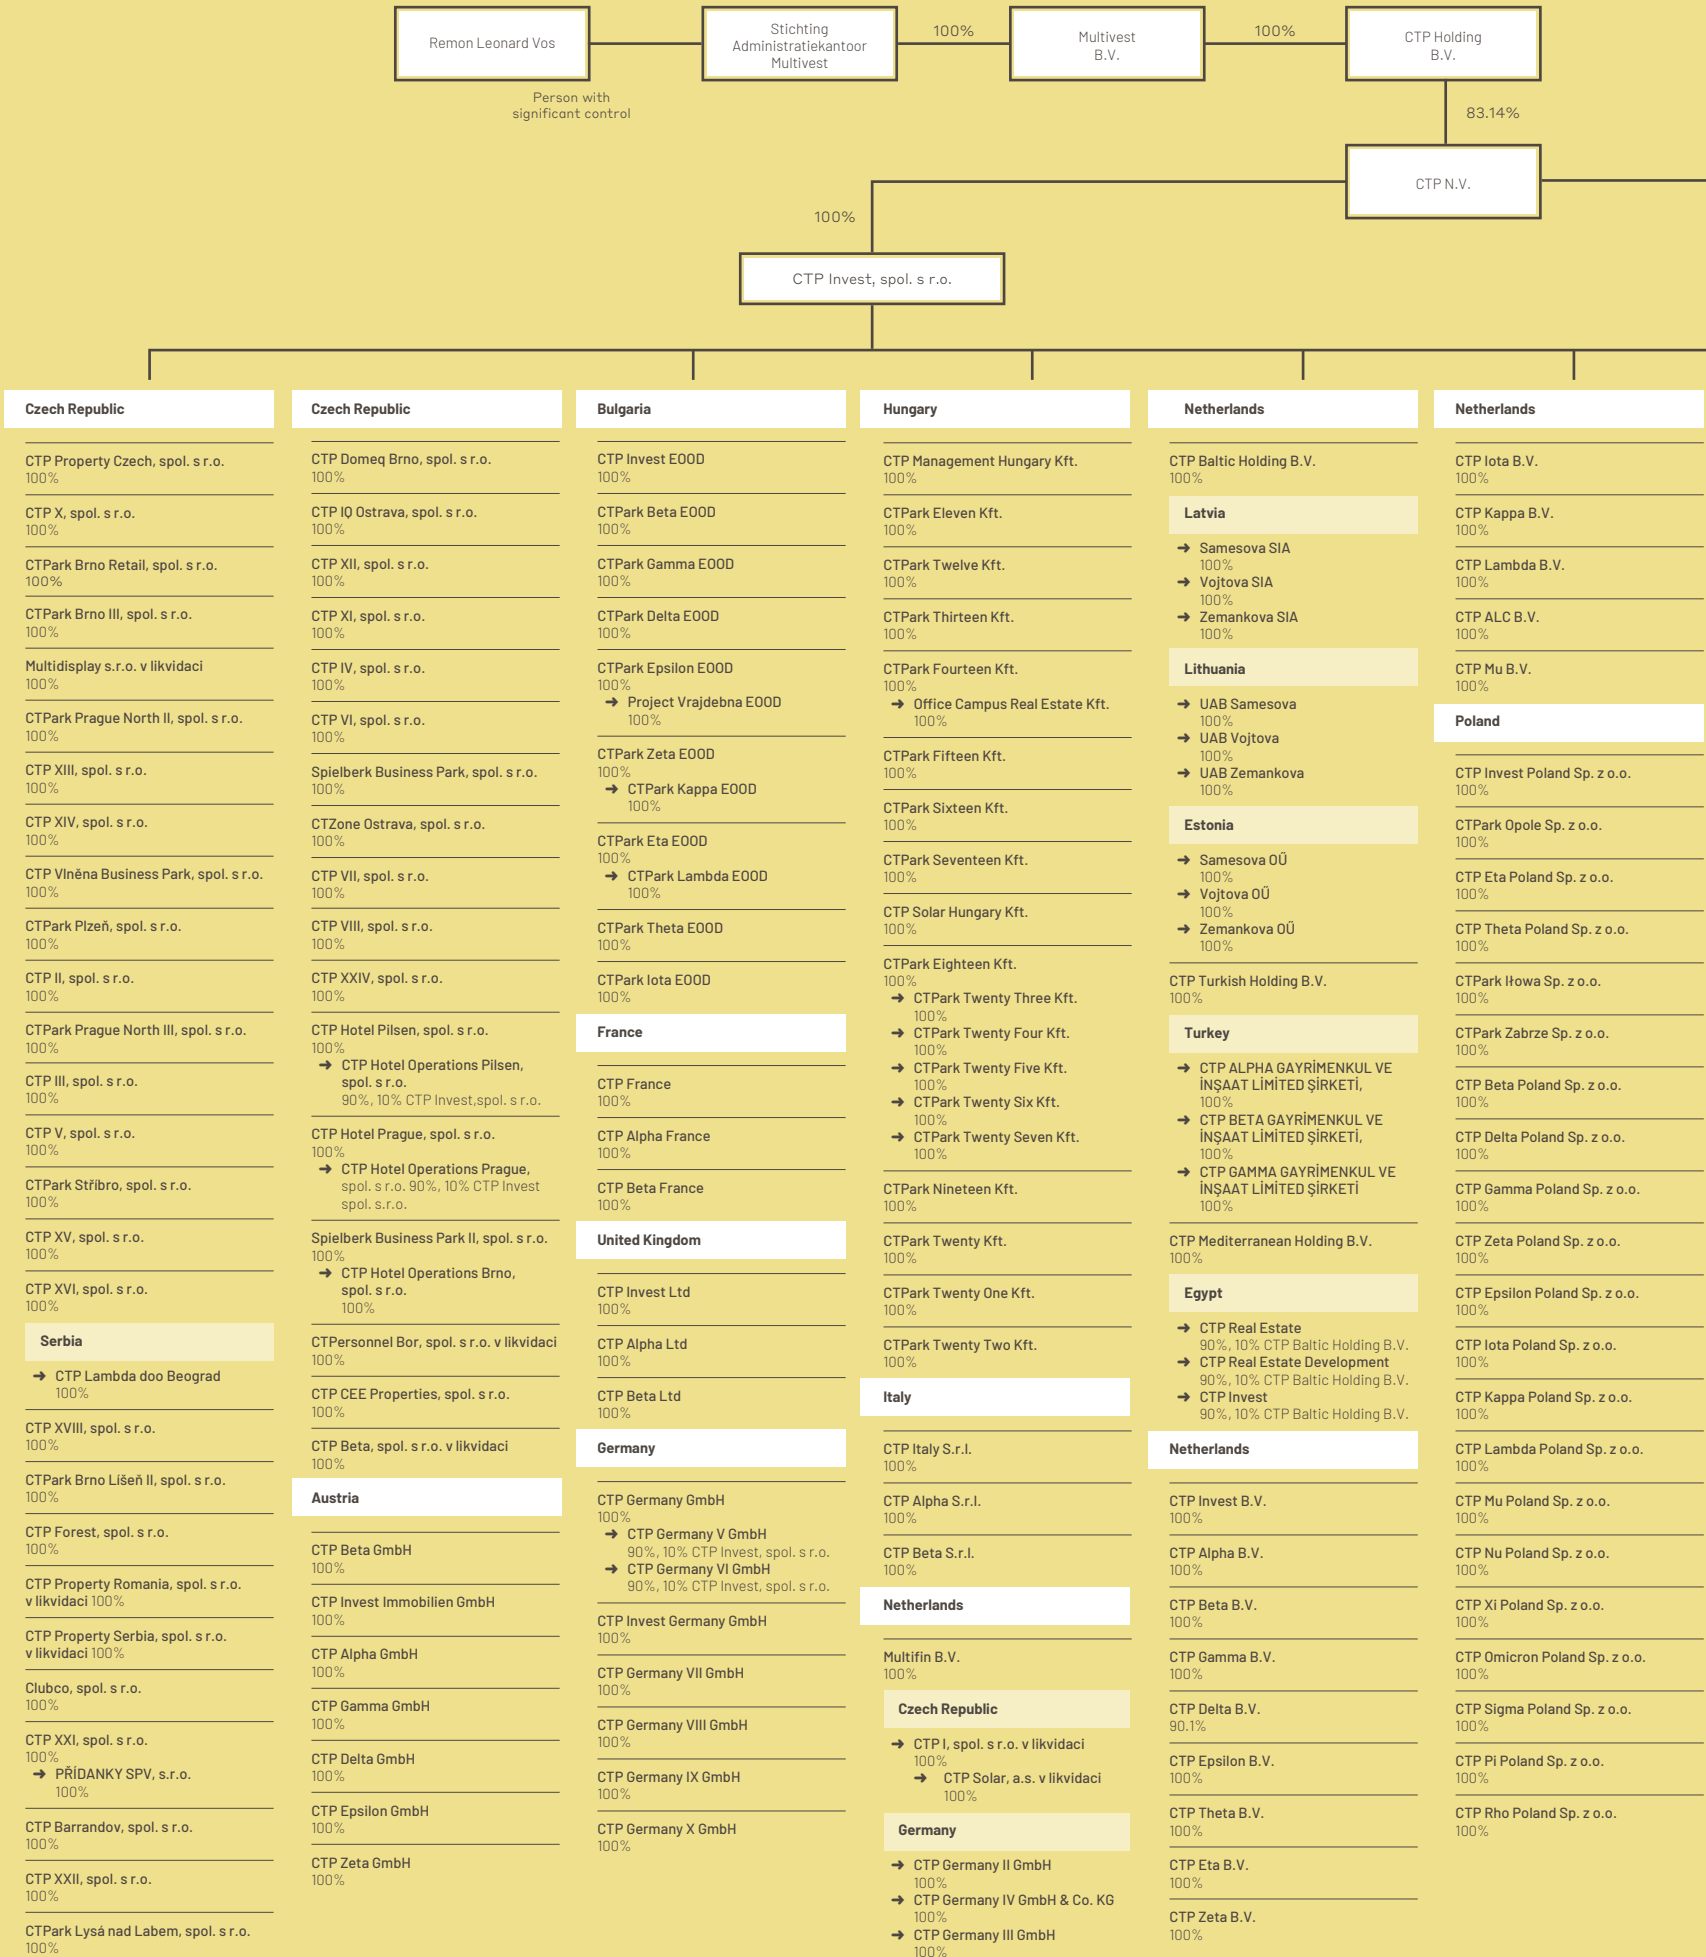 Remon Leonard Vos
Person with
significant control
Stichting
Administratiekantoor
Multivest
100%
Multivest
B.V.
100%
CTP Holding
B.V.
83.14%
CTP N.V.
100%
CTP Invest, spol. s r.o.
Czech Republic
CTP Property Czech, spol. s r.o.
100%
CTP X, spol. s r.o.
100%
CTPark Brno Retail, spol. s r.o.
100%
CTPark Brno III, spol. s r.o.
100%
Multidisplay s.r.o. v likvidaci
100%
CTPark Prague North II, spol. s r.o.
100%
CTP XIII, spol. s r.o.
100%
CTP XIV, spol. s r.o.
100%
CTP Vlněna Business Park, spol. s r.o.
100%
CTPark Plzeň, spol. s r.o.
100%
CTP II, spol. s r.o.
100%
CTPark Prague North III, spol. s r.o.
100%
CTP III, spol. s r.o.
100%
CTP V, spol. s r.o.
100%
CTPark Stříbro, spol. s r.o.
100%
CTP XV, spol. s r.o.
100%
CTP XVI, spol. s r.o.
100%
Serbia
➔ CTP Lambda doo Beograd
100%
CTP XVIII, spol. s r.o.
100%
CTPark Brno Líšeň II, spol. s r.o.
100%
CTP Forest, spol. s r.o.
100%
CTP Property Romania, spol. s r.o.
v likvidaci 100%
CTP Property Serbia, spol. s r.o.
v likvidaci 100%
Clubco, spol. s r.o.
100%
CTP XXI, spol. s r.o.
100%
➔ PŘÍDANKY SPV, s.r.o.
100%
CTP Barrandov, spol. s r.o.
100%
CTP XXII, spol. s r.o.
100%
CTPark Lysá nad Labem, spol. s r.o.
100%
Czech Republic
CTP Domeq Brno, spol. s r.o.
100%
CTP IQ Ostrava, spol. s r.o.
100%
CTP XII, spol. s r.o.
100%
CTP XI, spol. s r.o.
100%
CTP IV, spol. s r.o.
100%
CTP VI, spol. s r.o.
100%
Spielberk Business Park, spol. s r.o.
100%
CTZone Ostrava, spol. s r.o.
100%
CTP VII, spol. s r.o.
100%
CTP VIII, spol. s r.o.
100%
CTP XXIV, spol. s r.o.
100%
CTP Hotel Pilsen, spol. s r.o.
100%
➔ CTP Hotel Operations Pilsen,
spol. s r.o.
90%, 10% CTP Invest,spol. s r.o.
CTP Hotel Prague, spol. s r.o.
100%
➔ CTP Hotel Operations Prague,
spol. s r.o. 90%, 10% CTP Invest
spol. s.r.o.
Spielberk Business Park II, spol. s r.o.
100%
➔ CTP Hotel Operations Brno,
spol. s r.o.
100%
CTPersonnel Bor, spol. s r.o. v likvidaci
100%
CTP CEE Properties, spol. s r.o.
100%
CTP Beta, spol. s r.o. v likvidaci
100%
Austria
CTP Beta GmbH
100%
CTP Invest Immobilien GmbH
100%
CTP Alpha GmbH
100%
CTP Gamma GmbH
100%
CTP Delta GmbH
100%
CTP Epsilon GmbH
100%
CTP Zeta GmbH
100%
Bulgaria
CTP Invest EOOD
100%
CTPark Beta EOOD
100%
CTPark Gamma EOOD
100%
CTPark Delta EOOD
100%
CTPark Epsilon EOOD
100%
➔ Project Vrajdebna EOOD
100%
CTPark Zeta EOOD
100%
➔ CTPark Kappa EOOD
100%
CTPark Eta EOOD
100%
➔ CTPark Lambda EOOD
100%
CTPark Theta EOOD
100%
CTPark Iota EOOD
100%
France
CTP France
100%
CTP Alpha France
100%
CTP Beta France
100%
United Kingdom
CTP Invest Ltd
100%
CTP Alpha Ltd
100%
CTP Beta Ltd
100%
Germany
CTP Germany GmbH
100%
➔ CTP Germany V GmbH
90%, 10% CTP Invest, spol. s r.o.
➔ CTP Germany VI GmbH
90%, 10% CTP Invest, spol. s r.o.
CTP Invest Germany GmbH
100%
CTP Germany VII GmbH
100%
CTP Germany VIII GmbH
100%
CTP Germany IX GmbH
100%
CTP Germany X GmbH
100%
Hungary
CTP Management Hungary Kft.
100%
CTPark Eleven Kft.
100%
CTPark Twelve Kft.
100%
CTPark Thirteen Kft.
100%
CTPark Fourteen Kft.
100%
➔ Office Campus Real Estate Kft.
100%
CTPark Fifteen Kft.
100%
CTPark Sixteen Kft.
100%
CTPark Seventeen Kft.
100%
CTP Solar Hungary Kft.
100%
CTPark Eighteen Kft.
100%
➔ CTPark Twenty Three Kft.
100%
➔ CTPark Twenty Four Kft.
100%
➔ CTPark Twenty Five Kft.
100%
➔ CTPark Twenty Six Kft.
100%
➔ CTPark Twenty Seven Kft.
100%
CTPark Nineteen Kft.
100%
CTPark Twenty Kft.
100%
CTPark Twenty One Kft.
100%
CTPark Twenty Two Kft.
100%
Italy
CTP Italy S.r.l.
100%
CTP Alpha S.r.l.
100%
CTP Beta S.r.l.
100%
Netherlands
Multifin B.V.
100%
Czech Republic
➔ CTP I, spol. s r.o. v likvidaci
100%
➔ CTP Solar, a.s. v likvidaci
100%
Germany
➔ CTP Germany II GmbH
100%
➔ CTP Germany IV GmbH & Co. KG
100%
➔ CTP Germany III GmbH
100%
Netherlands
CTP Baltic Holding B.V.
100%
Latvia
➔ Samesova SIA
100%
➔ Vojtova SIA
100%
➔ Zemankova SIA
100%
Lithuania
➔ UAB Samesova
100%
➔ UAB Vojtova
100%
➔ UAB Zemankova
100%
Estonia
➔ Samesova OÜ
100%
➔ Vojtova OÜ
100%
➔ Zemankova OÜ
100%
CTP Turkish Holding B.V.
100%
Turkey
➔ CTP ALPHA GAYRİMENKUL VE
İNŞAAT LİMİTED ŞİRKETİ,
100%
➔ CTP BETA GAYRİMENKUL VE
İNŞAAT LİMİTED ŞİRKETİ,
100%
➔ CTP GAMMA GAYRİMENKUL VE
İNŞAAT LİMİTED ŞİRKETİ
100%
CTP Mediterranean Holding B.V.
100%
Egypt
➔ CTP Real Estate
90%, 10% CTP Baltic Holding B.V.
➔ CTP Real Estate Development
90%, 10% CTP Baltic Holding B.V.
➔ CTP Invest
90%, 10% CTP Baltic Holding B.V.
Netherlands
CTP Invest B.V.
100%
CTP Alpha B.V.
100%
CTP Beta B.V.
100%
CTP Gamma B.V.
100%
CTP Delta B.V.
90.1%
CTP Epsilon B.V.
100%
CTP Theta B.V.
100%
CTP Eta B.V.
100%
CTP Zeta B.V.
100%
Netherlands
CTP Iota B.V.
100%
CTP Kappa B.V.
100%
CTP Lambda B.V.
100%
CTP ALC B.V.
100%
CTP Mu B.V.
100%
Poland
CTP Invest Poland Sp. z o.o.
100%
CTPark Opole Sp. z o.o.
100%
CTP Eta Poland Sp. z o.o.
100%
CTP Theta Poland Sp. z o.o.
100%
CTPark Iłowa Sp. z o.o.
100%
CTPark Zabrze Sp. z o.o.
100%
CTP Beta Poland Sp. z o.o.
100%
CTP Delta Poland Sp. z o.o.
100%
CTP Gamma Poland Sp. z o.o.
100%
CTP Zeta Poland Sp. z o.o.
100%
CTP Epsilon Poland Sp. z o.o.
100%
CTP Iota Poland Sp. z o.o.
100%
CTP Kappa Poland Sp. z o.o.
100%
CTP Lambda Poland Sp. z o.o.
100%
CTP Mu Poland Sp. z o.o.
100%
CTP Nu Poland Sp. z o.o.
100%
CTP Xi Poland Sp. z o.o.
100%
CTP Omicron Poland Sp. z o.o.
100%
CTP Sigma Poland Sp. z o.o.
100%
CTP Pi Poland Sp. z o.o.
100%
CTP Rho Poland Sp. z o.o.
100%